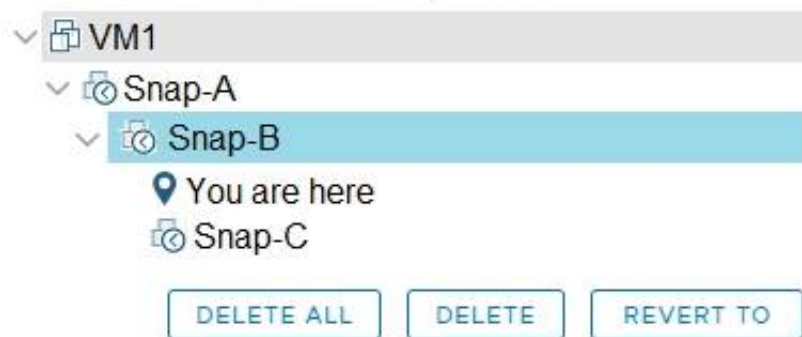 VM1
Snap-A
Snap-B
You are here
Snap-C
DELETE ALL DELETE REVERT TO